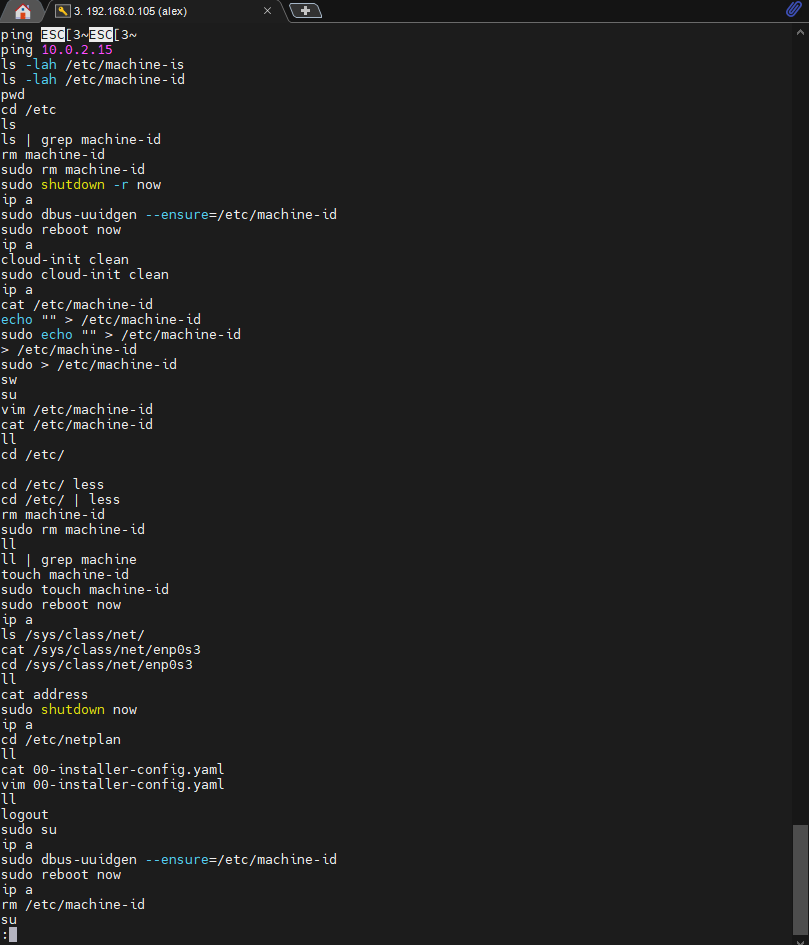 3. 192.168.0.105 (alex)
ping ESC[3~ESC[3~
ping 10.0.2.15
ls -lah /etc/machine-is
ls -lah /etc/machine-id
pwd
cd /etc
ls
ls | grep machine-id
rm machine-id
sudo rm machine-id
sudo shutdown -r now
ip a
sudo dbus-uuidgen --ensure=/etc/machine-id
sudo reboot now
ip a
cloud-init clean
sudo cloud-init clean
ip a
cat /etc/machine-id
echo "" > /etc/machine-id
sudo echo "" > /etc/machine-id
> /etc/machine-id
sudo > /etc/machine-id
sw
su
vim /etc/machine-id
cat /etc/machine-id
ll
cd /etc/

cd /etc/ less
cd /etc/ | less
rm machine-id
sudo rm machine-id
ll
ll | grep machine
touch machine-id
sudo touch machine-id
sudo reboot now
ip a
ls /sys/class/net/
cat /sys/class/net/enp0s3
cd /sys/class/net/enp0s3
ll
cat address
sudo shutdown now
ip a
cd /etc/netplan
ll
cat 00-installer-config.yaml
vim 00-installer-config.yaml
ll
logout
sudo su
ip a
sudo dbus-uuidgen --ensure=/etc/machine-id
sudo reboot now
ip a
rm /etc/machine-id
su
: